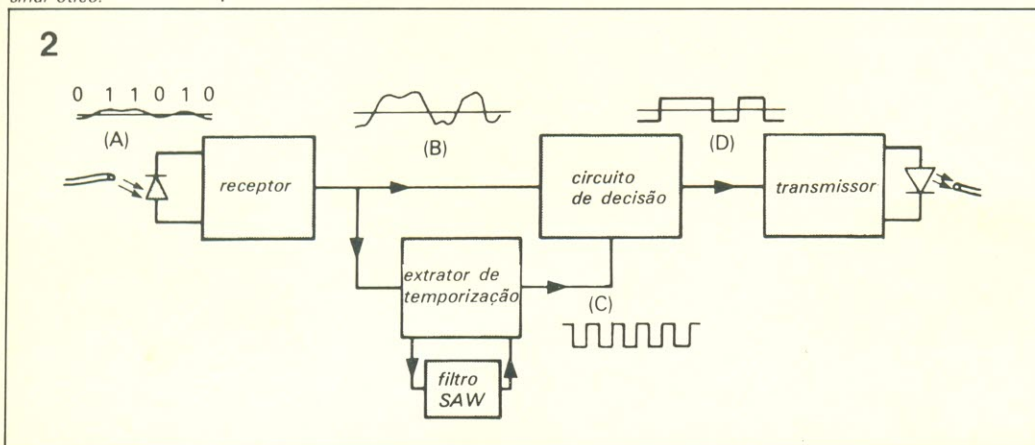 sinal ótico.
2
0 1 1 0 1 0
(A)
(B)
(D)
receptor
circuito
de decisão
transmissor
extrator de
temporização
(C)
filtro
SAW